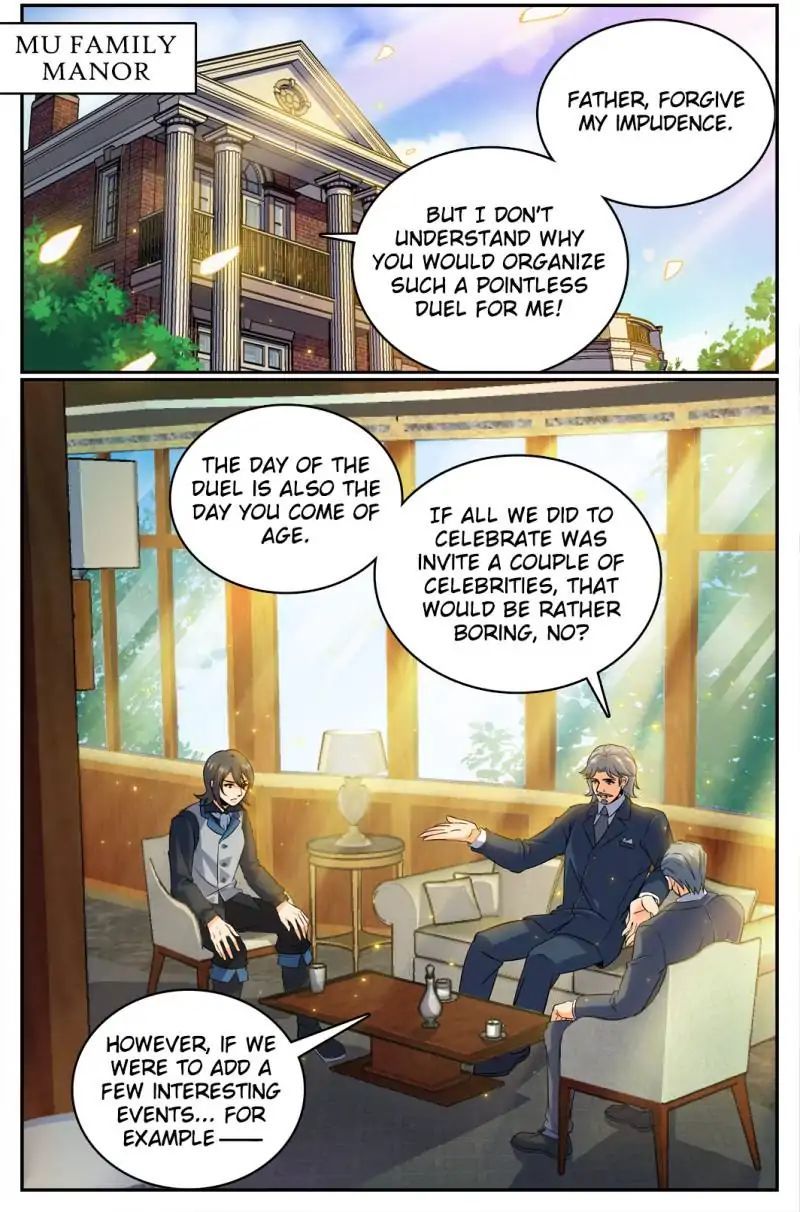 MU FAMILY
MANOR
FATHER, FORGIVE
MY IMPUDENCE.
BUT I DON'T
UNDERSTAND WHY
YOU WOULD ORGANIZE
SUCH A POINTLESS
DUEL FOR ME!
THE DAY OF THE
DUEL IS ALSO THE
DAY YOU COME OF
AGE.
IF ALL WE DID TO
CELEBRATE WAS
INVITE A COUPLE OF
CELEBRITIES, THAT
WOULD BE RATHER
BORING, NO?
HOWEVER, IF WE
WERE TO ADD A
FEW INTERESTING
EVENTS... FOR
EXAMPLE——